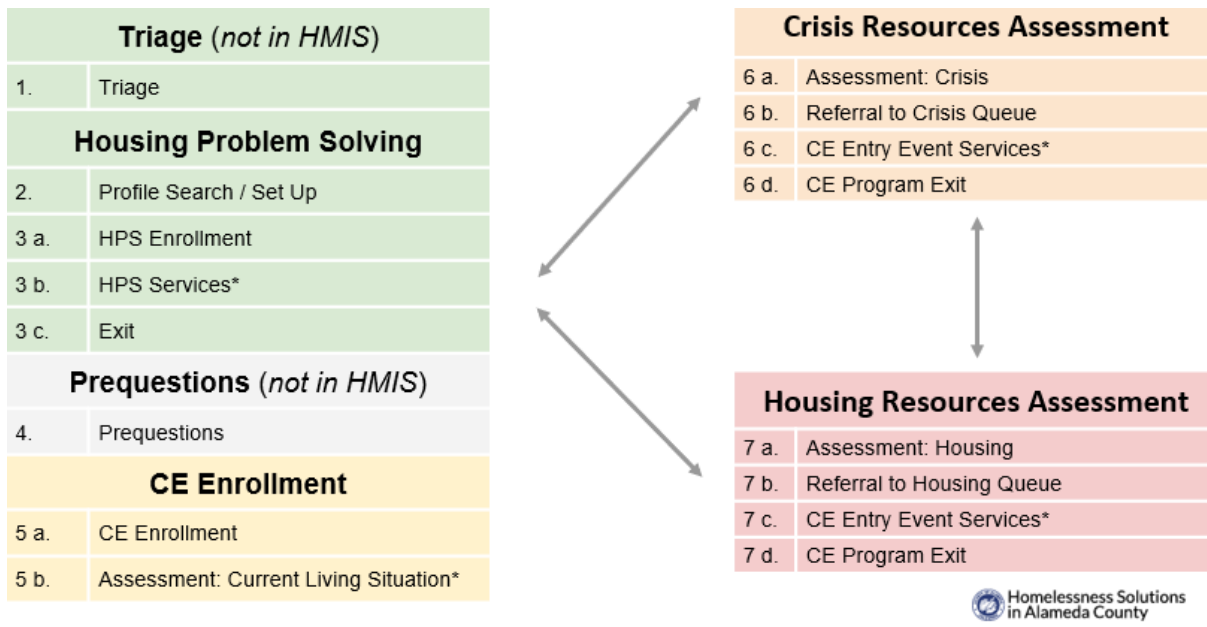 Triage (not in HMIS)
1. Triage
Housing Problem Solving
2. Profile Search / Set Up
3 a. HPS Enrollment
3 b. HPS Services*
3 c. Exit
Prequestions (not in HMIS)
4. Prequestions
CE Enrollment
5 a. CE Enrollment
5 b. Assessment: Current Living Situation*
Crisis Resources Assessment
6 a. Assessment: Crisis
6 b. Referral to Crisis Queue
6 c. CE Entry Event Services*
6 d. CE Program Exit
Housing Resources Assessment
7 a. Assessment: Housing
7 b. Referral to Housing Queue
7 c. CE Entry Event Services*
7 d. CE Program Exit
Homelessness Solutions
in Alameda County